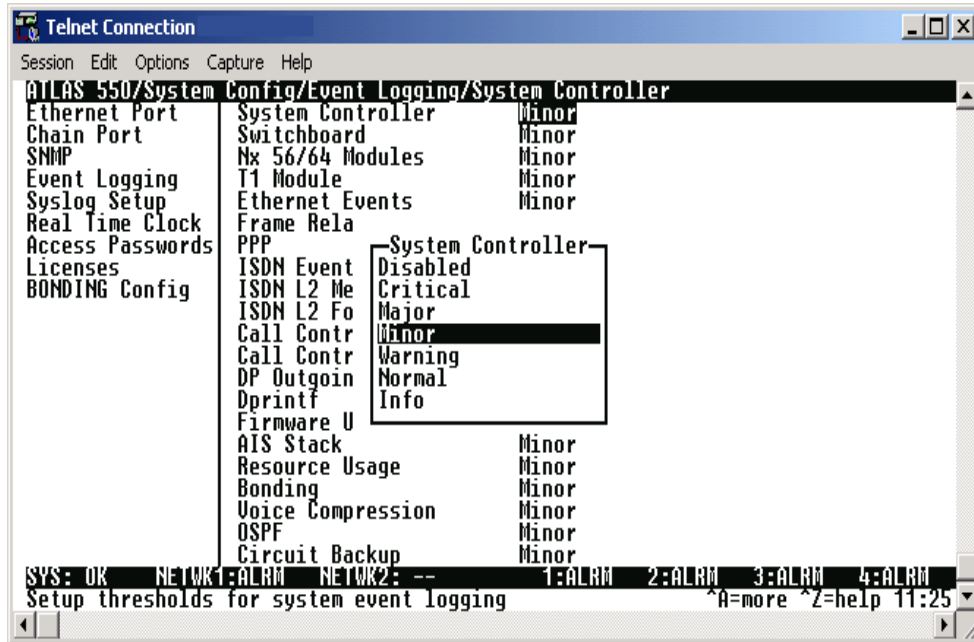 Telnet Connection
Session Edit Options Capture Help
ATLAS 550/System Config/Event Logging/System Controller
Ethernet Port System Controller Minor
Chain Port Switchboard Minor
SNMP Nx 56/64 Modules Minor
Event Logging T1 Module Minor
Syslog Setup Ethernet Events Minor
Real Time Clock Frame Rela
Access Passwords PPP System Controller
Licenses ISDN Event Disabled
BONDING Config ISDN L2 Me Critical
ISDN L2 Fo Major
Call Contr Minor
Call Contr Warning
DP Outgoin Normal
Dprintf Info
Firmware U
AIS Stack Minor
Resource Usage Minor
Bonding Minor
Voice Compression Minor
OSPF Minor
Circuit Backup Minor
SYS: OK NETWK1:ALRM NETWK2: -- 1:ALRM 2:ALRM 3:ALRM 4:ALRM
Setup thresholds for system event logging ^A=more ^Z=help 11:25